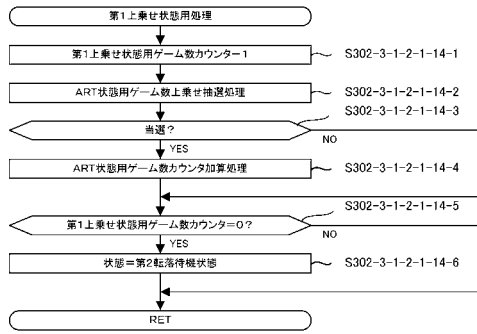 第1上乗せ状態用処理
第1上乗せ状態用ゲーム数カウンター1 S302-3-1-2-1-14-1
ART状態用ゲーム数上乗せ抽選処理 S302-3-1-2-1-14-2
S302-3-1-2-1-14-3
当選?
NO
YES
ART状態用ゲーム数カウンタ加算処理 S302-3-1-2-1-14-4
S302-3-1-2-1-14-5
第1上乗せ状態用ゲーム数カウンタ=0?
NO
YES
状態=第2転落待機状態 S302-3-1-2-1-14-6
RET